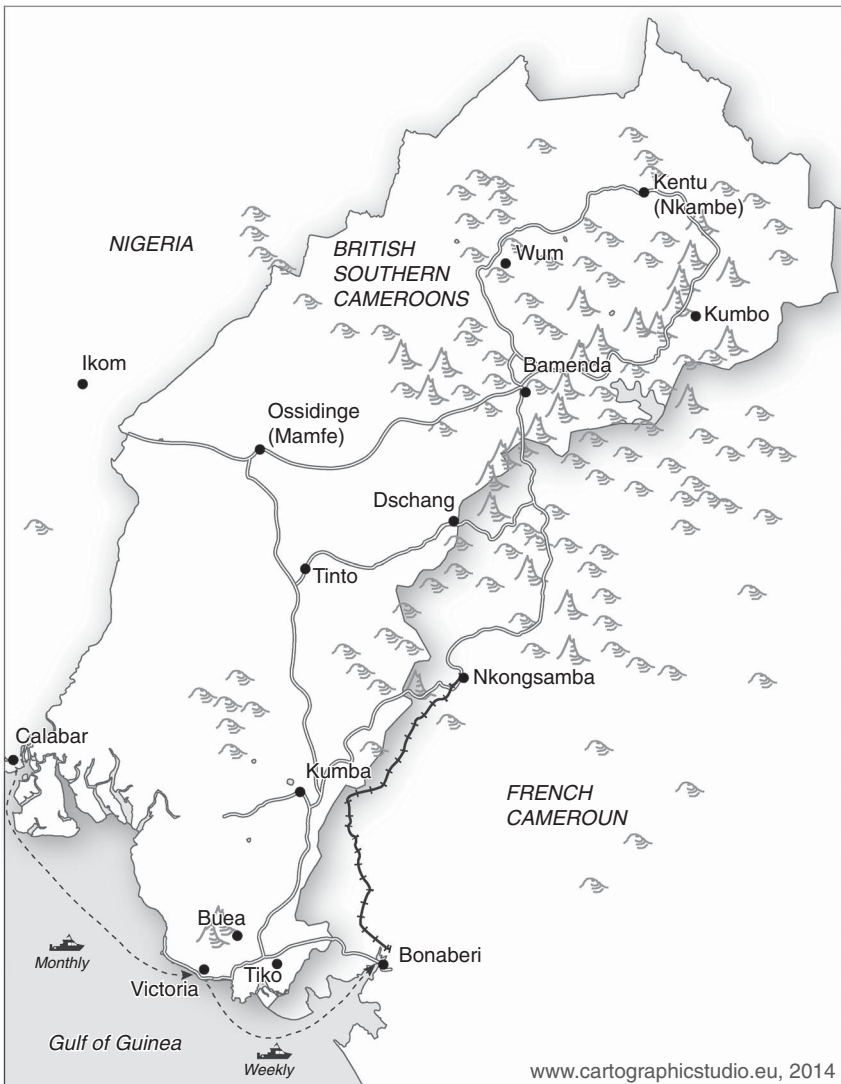 Kentu
(Nkambe)
NIGERIA
BRITISH
SOUTHERN
CAMEROONS
Wum
Kumbo
Ikom
Bamenda
Ossidinge
(Mamfe)
Dschang
Tinto
Nkongsamba
Calabar
Kumba
FRENCH
CAMEROUN
Buea
Bonaberi
Monthly
Victoria
Tiko
Gulf of Guinea
Weekly
www.cartographicstudio.eu, 2014